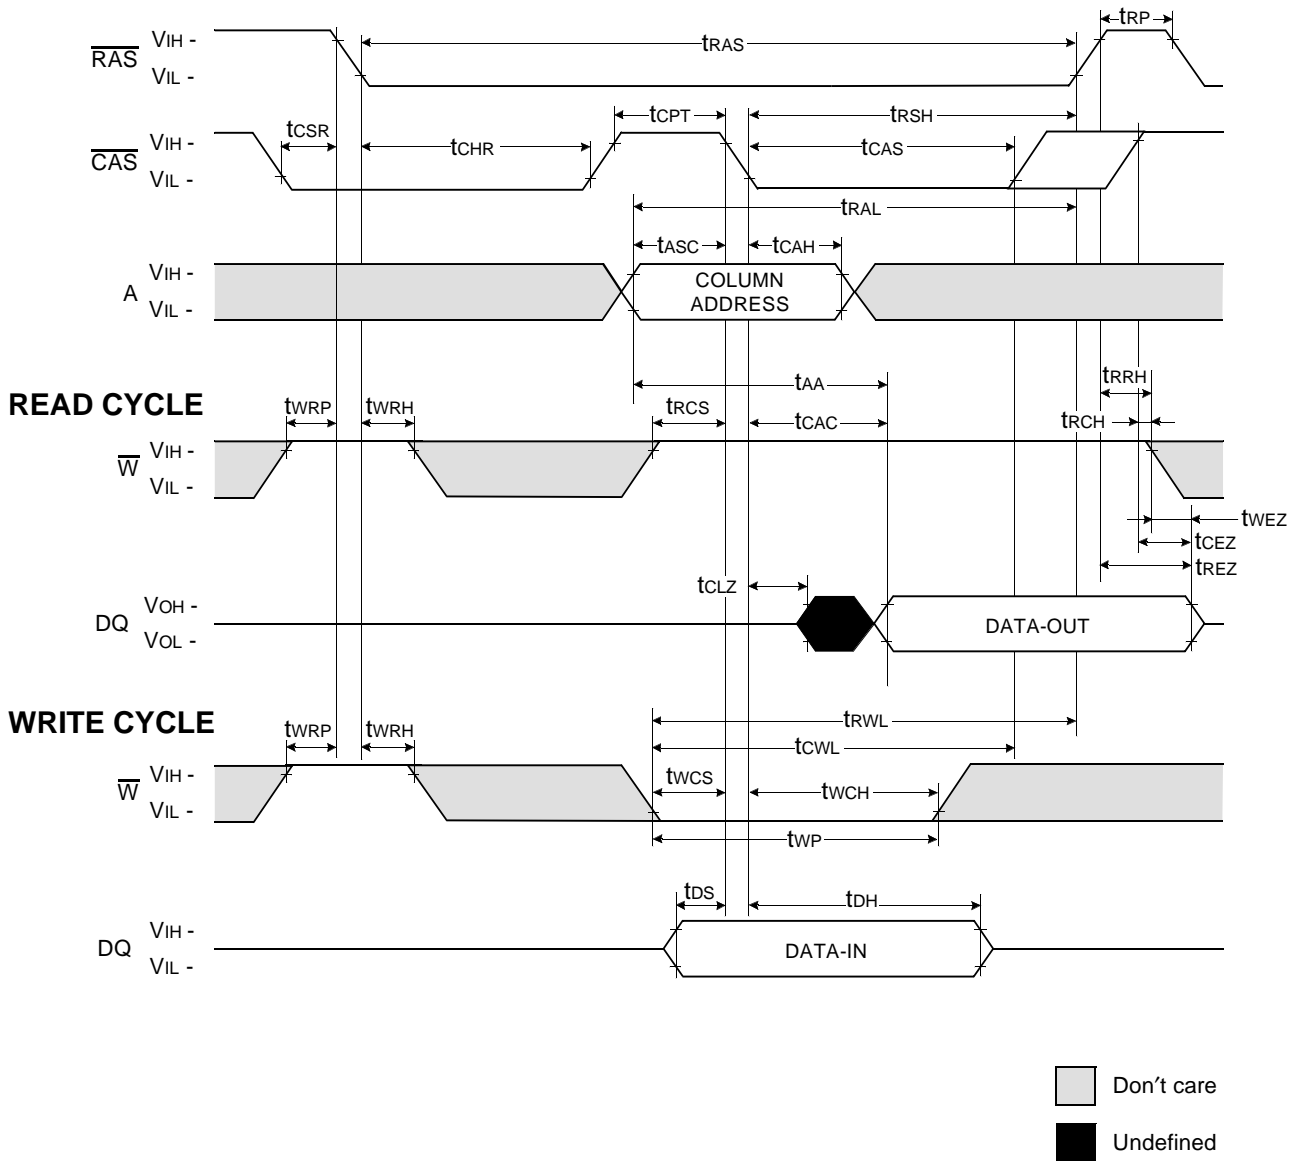 tRP
RAS
VIH -
VIL -
tRAS
tCPT
tRSH
tCSR
CAS
VIH -
VIL -
tCHR
tCAS
tRAL
tASC
tCAH
A
VIH -
VIL -
COLUMN
ADDRESS
tAA
tRRH
READ CYCLE
tWRP
tWRH
tRCS
tCAC
tRCH
W
VIH -
VIL -
tWEZ
tCEZ
tREZ
tCLZ
DQ
VOH -
VOL -
DATA-OUT
WRITE CYCLE
tRWL
tWRP
tWRH
tCWL
W
VIH -
VIL -
tWCS
tWCH
tWP
tDS
tDH
DQ
VIH -
VIL -
DATA-IN
Don′t care
Undefined